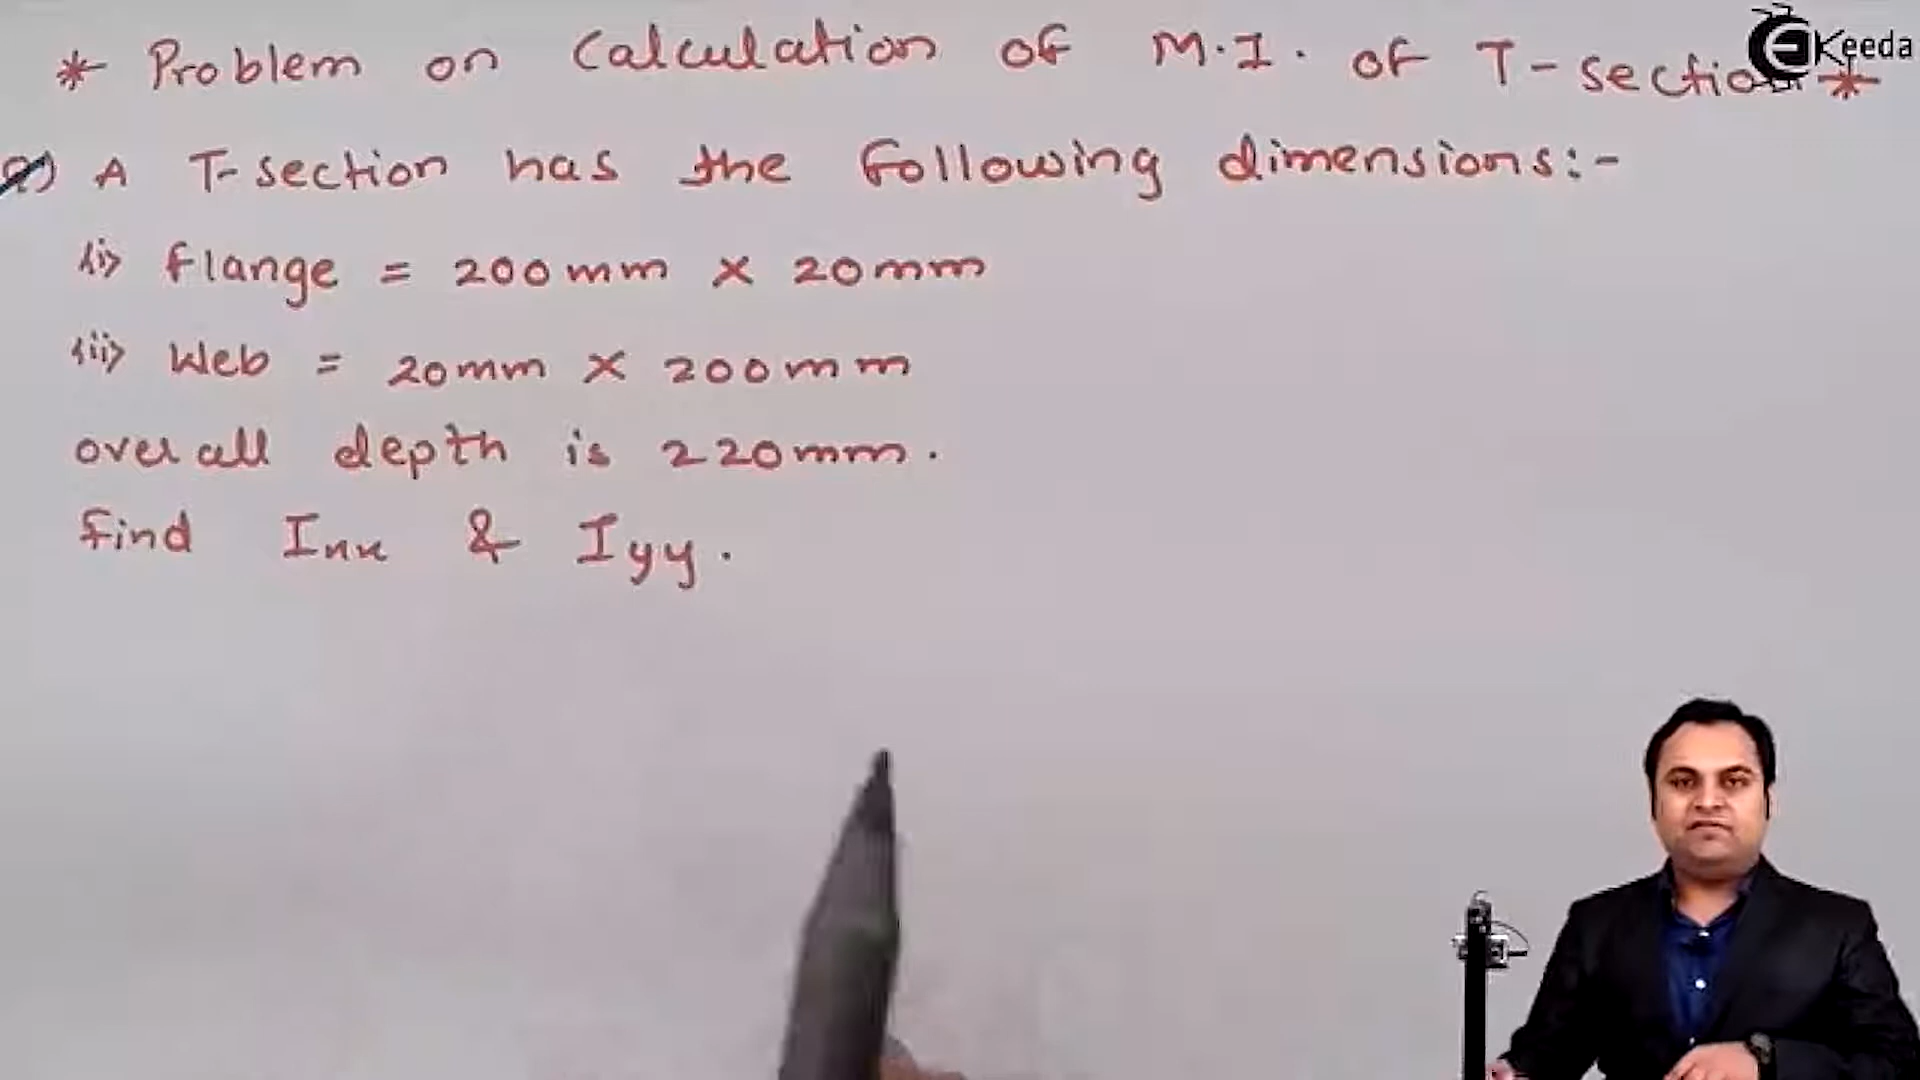 * Problem on Calculation of M.I. of T-section *
Ekeeda
Q) A T-section has the following dimensions:-
(i) flange = 200mm x 20mm
(ii) Web = 20mm x 200mm
overall depth is 220mm.
find Ixx & Iyy.